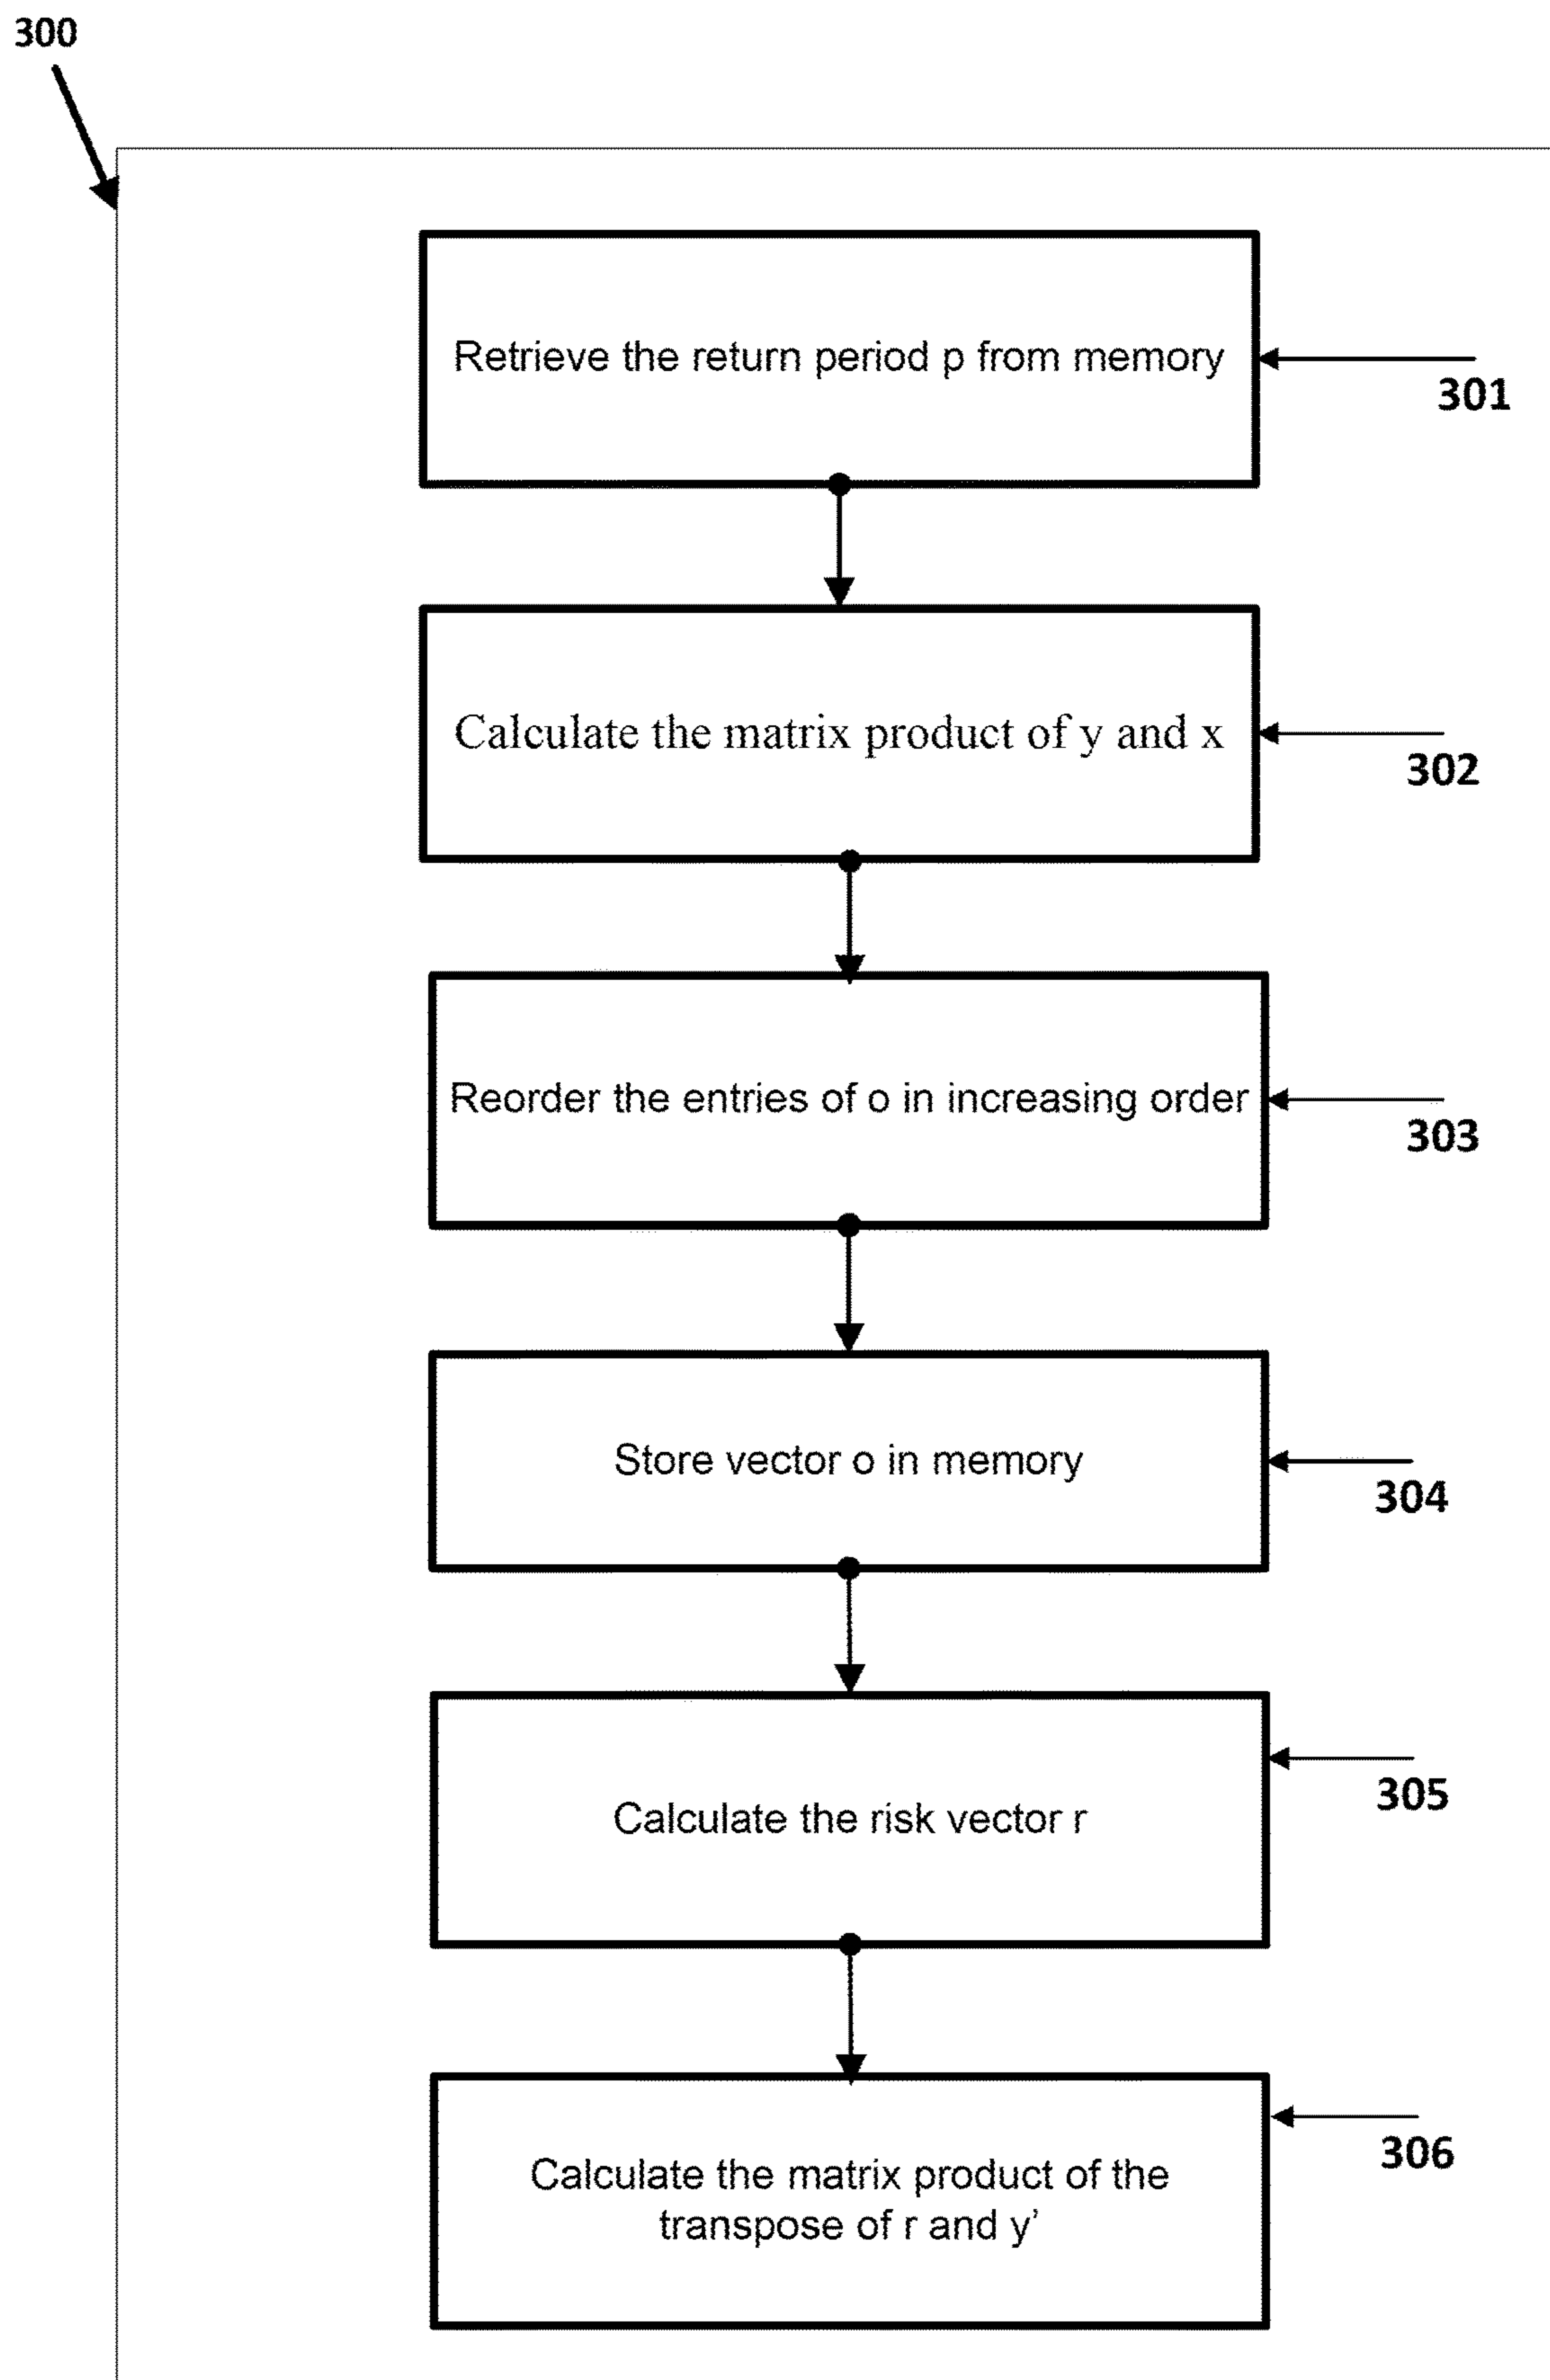 300
Retrieve the return period p from memory
301
Calculate the matrix product of y and x
302
Reorder the entries of o in increasing order
303
Store vector o in memory
304
305
Calculate the risk vector r
306
Calculate the matrix product of the
transpose of r and y’